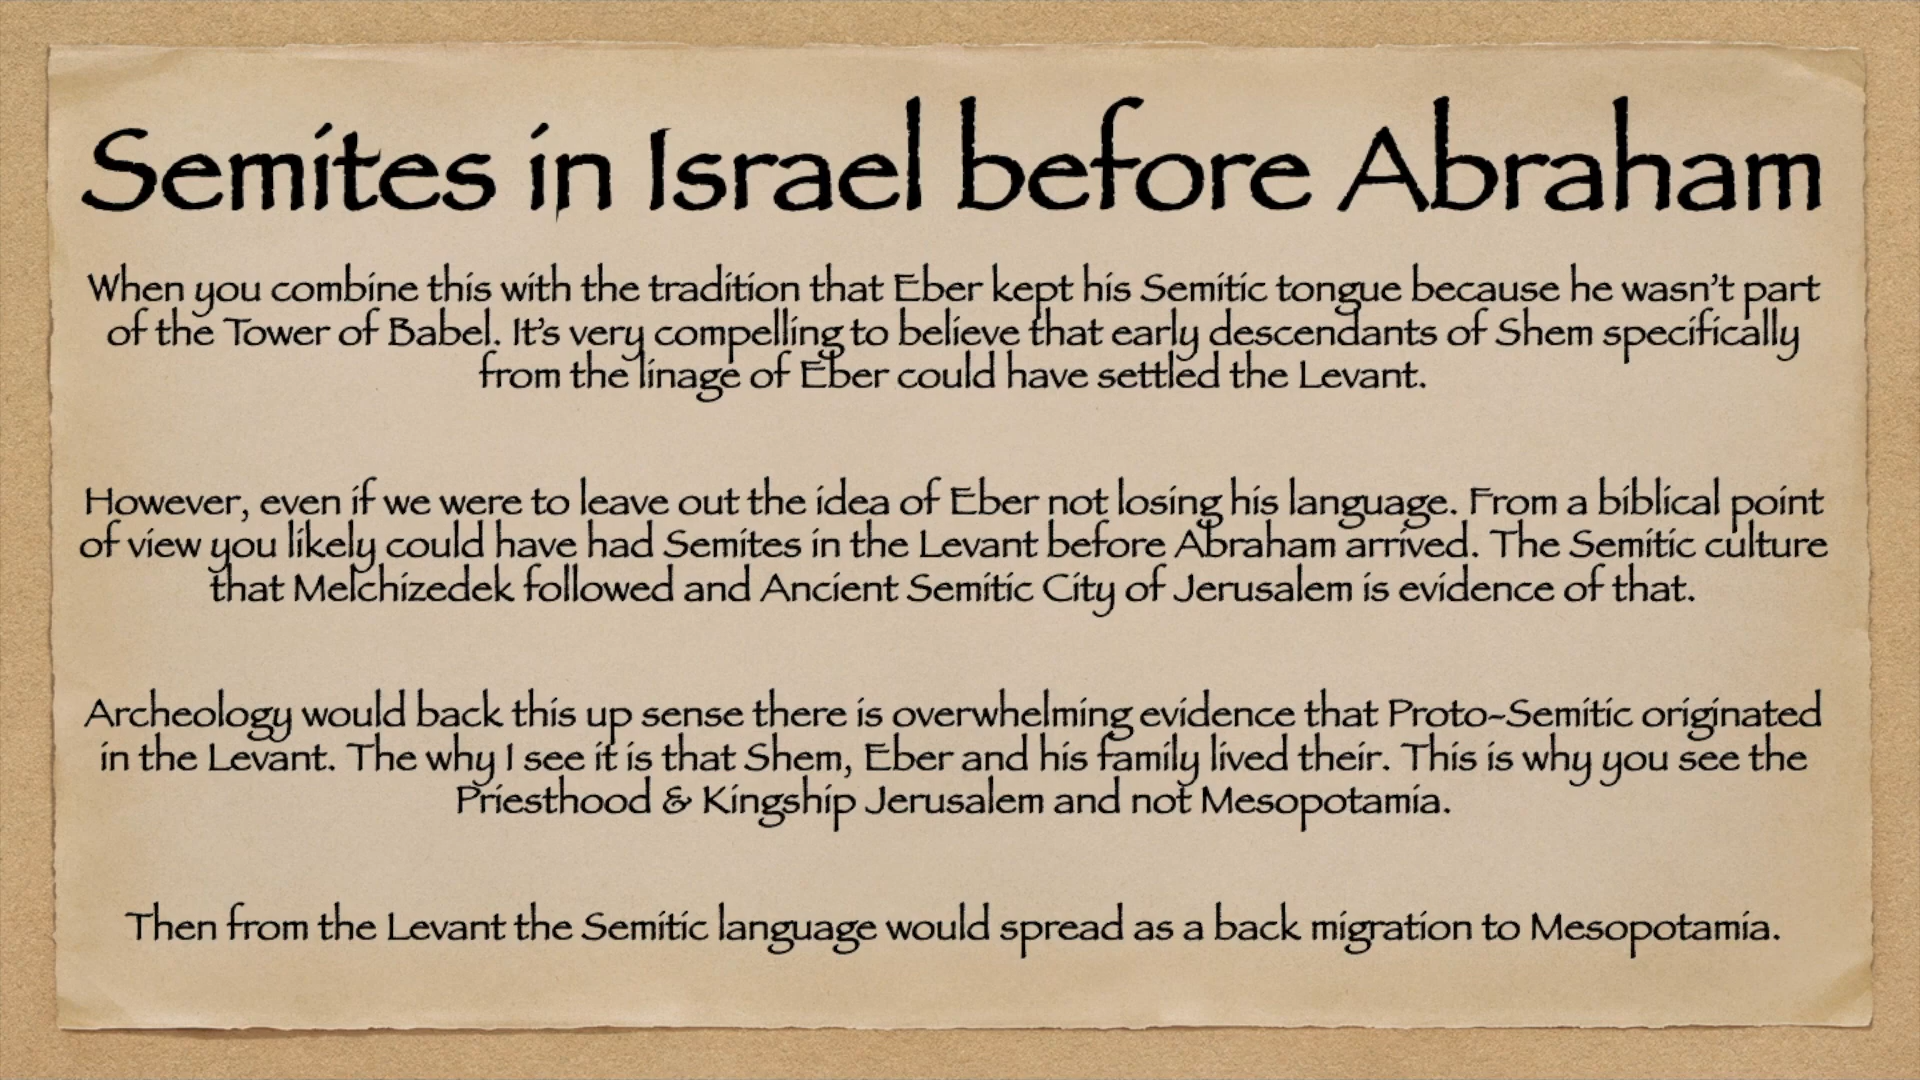 Semites in Israel before Abraham
When you combine this with the tradition that Eber kept his Semitic tongue because he wasn't part
of the Tower of Babel. It's very compelling to believe that early descendants of Shem specifically
from the linage of Eber could have settled the Levant.
However, even if we were to leave out the idea of Eber not losing his language. From a biblical point
of view you likely could have had Semites in the Levant before Abraham arrived. The Semitic culture
that Melchizedek followed and Ancient Semitic City of Jerusalem is evidence of that.
Archeology would back this up sense there is overwhelming evidence that Proto-Semitic originated
in the Levant. The why I see it is that Shem, Eber and his family lived their. This is why you see the
Priesthood & Kingship Jerusalem and not Mesopotamia.
Then from the Levant the Semitic language would spread as a back migration to Mesopotamia.